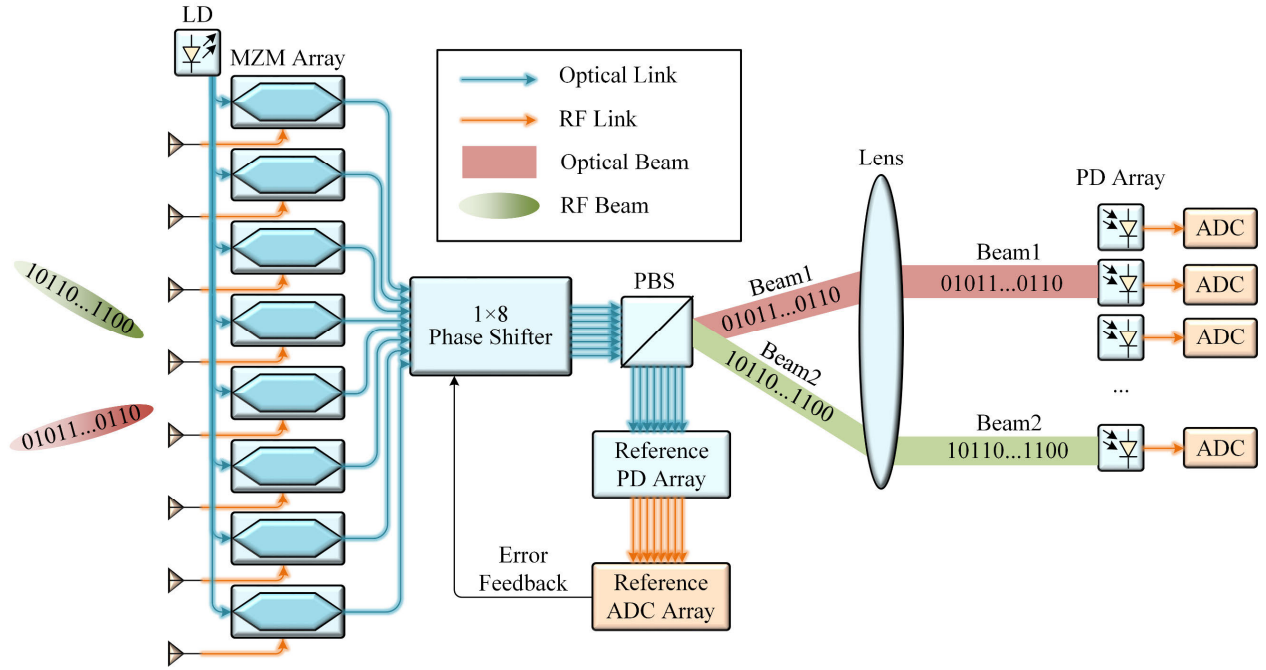 LD
MZM Array
Optical Link
RF Link
Optical Beam
RF Beam
Lens
PD Array
ADC
10110...1100
01011...0110
1×8
Phase Shifter
PBS
Beam1
01011...0110
Beam1
01011...0110
ADC
ADC
...
Beam2
10110...1100
Beam2
10110...1100
ADC
Reference
PD Array
Error
Feedback
Reference
ADC Array